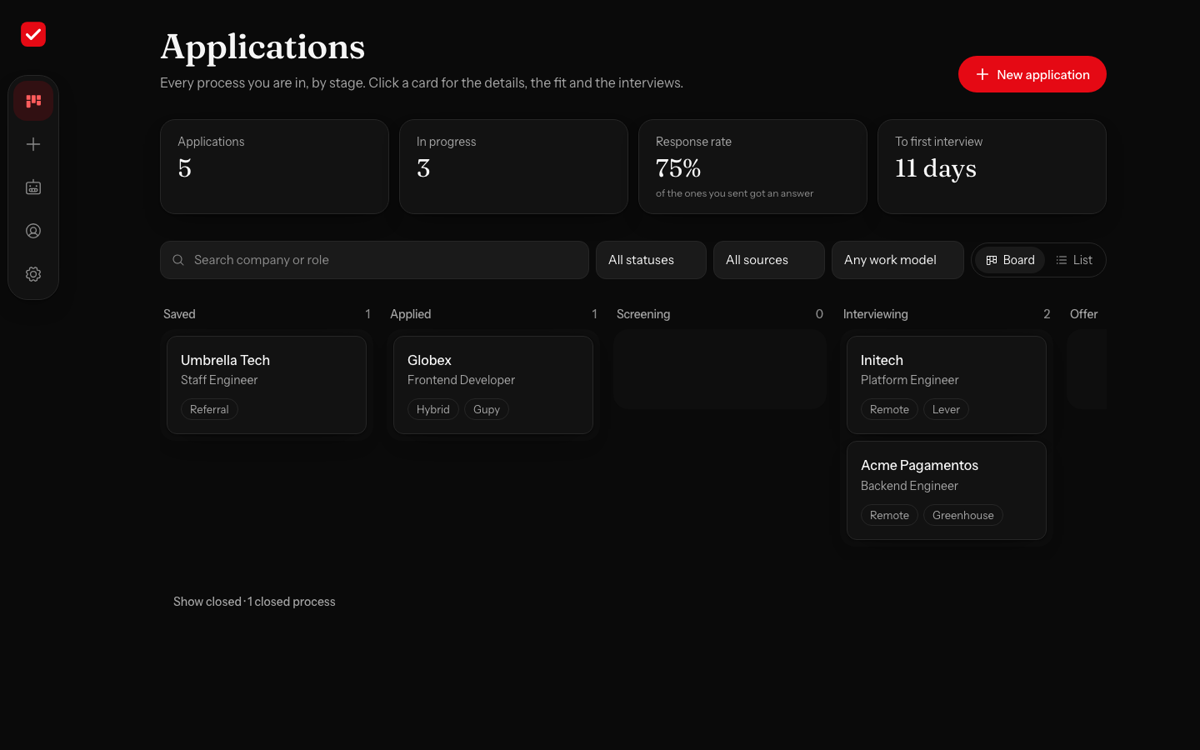 Applications
Every process you are in, by stage. Click a card for the details, the fit and the interviews.
New application
Applications
5
In progress
3
Response rate
75%
of the ones you sent got an answer
To first interview
11 days
Search company or role
All statuses
All sources
Any work model
Board
List
Saved 1
Applied 1
Screening 0
Interviewing 2
Offer
Umbrella Tech
Staff Engineer
Referral
Globex
Frontend Developer
Hybrid Gupy
Initech
Platform Engineer
Remote Lever
Acme Pagamentos
Backend Engineer
Remote Greenhouse
Show closed · 1 closed process